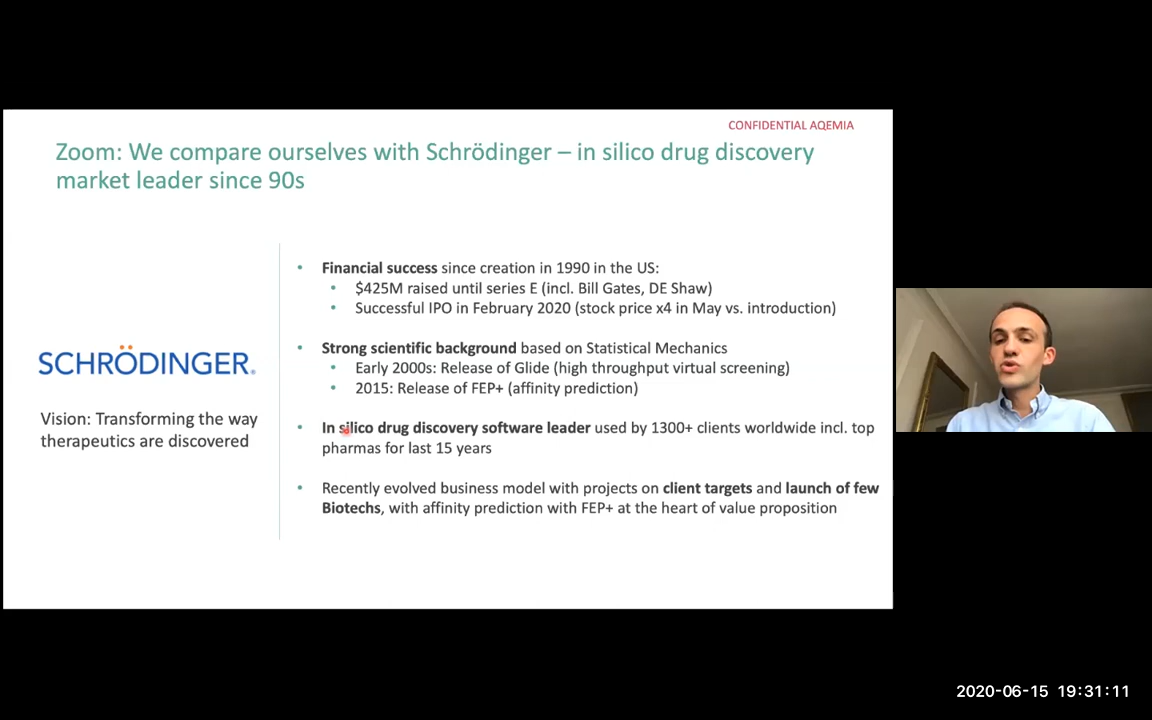 CONFIDENTIAL AQEMIA
Zoom: We compare ourselves with Schrödinger – in silico drug discovery
market leader since 90s
• Financial success since creation in 1990 in the US:
• $425M raised until series E (incl. Bill Gates, DE Shaw)
• Successful IPO in February 2020 (stock price x4 in May vs. introduction)
• Strong scientific background based on Statistical Mechanics
• Early 2000s: Release of Glide (high throughput virtual screening)
• 2015: Release of FEP+ (affinity prediction)
• In silico drug discovery software leader used by 1300+ clients worldwide incl. top
pharmas for last 15 years
• Recently evolved business model with projects on client targets and launch of few
Biotechs, with affinity prediction with FEP+ at the heart of value proposition
SCHRÖDINGER®
Vision: Transforming the way
therapeutics are discovered
2020-06-15 19:31:11